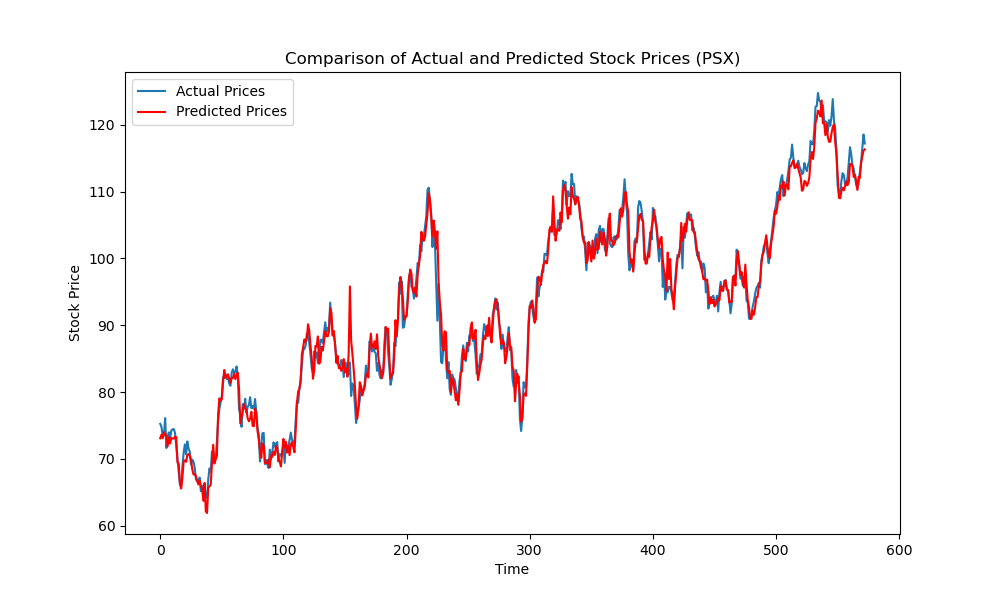 Comparison of Actual and Predicted Stock Prices (PSX)
Actual Prices
Predicted Prices
Stock Price
120
110
100
90
80
70
60
0 100 200 300 400 500 600
Time